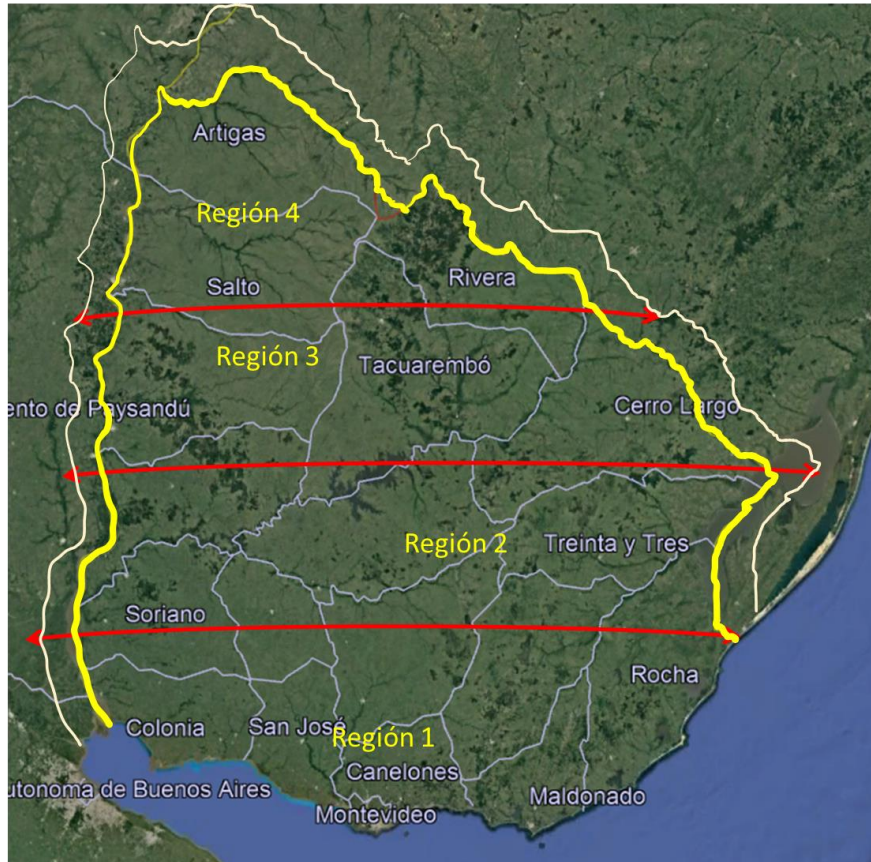 Artigas
Región 4
Salto
Rivera
Región 3
Tacuarembó
ento de Paysandú
Cerro Largo
Región 2
Treinta y Tres
Soriano
Rocha
Colonia
San José
Región 1
Canelones
utonoma de Buenos Aires
Maldonado
Montevideo